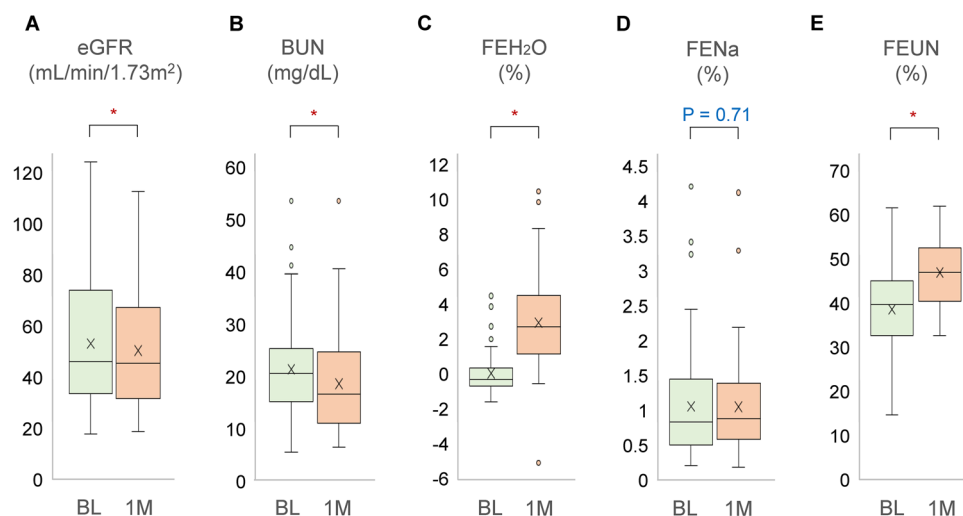 A
eGFR
(mL/min/1.73m²)
*
120
100
80
60
40
20
0
BL 1M
B
BUN
(mg/dL)
*
60
50
40
30
20
10
0
BL 1M
C
FEH₂O
(%)
*
12
10
8
6
4
2
0
-2
-4
-6
BL 1M
D
FENa
(%)
P = 0.71
4.5
4
3.5
3
2.5
2
1.5
1
0.5
0
BL 1M
E
FEUN
(%)
*
70
60
50
40
30
20
10
0
BL 1M